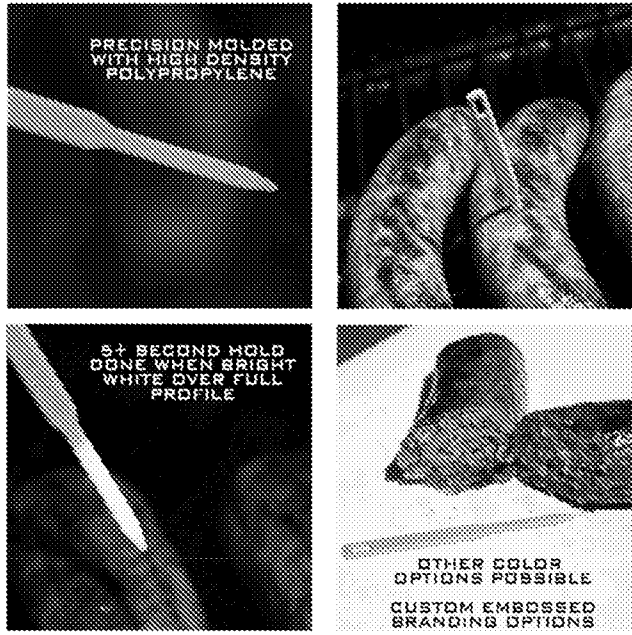 PRECISION MOLDED
WITH HIGH DENSITY
POLYPROPYLENE
5+ SECOND HOLD
DONE WHEN BRIGHT
WHITE OVER FULL
PROFILE
OTHER COLOR
OPTIONS POSSIBLE
CUSTOM EMBOSSED
BRANDING OPTIONS